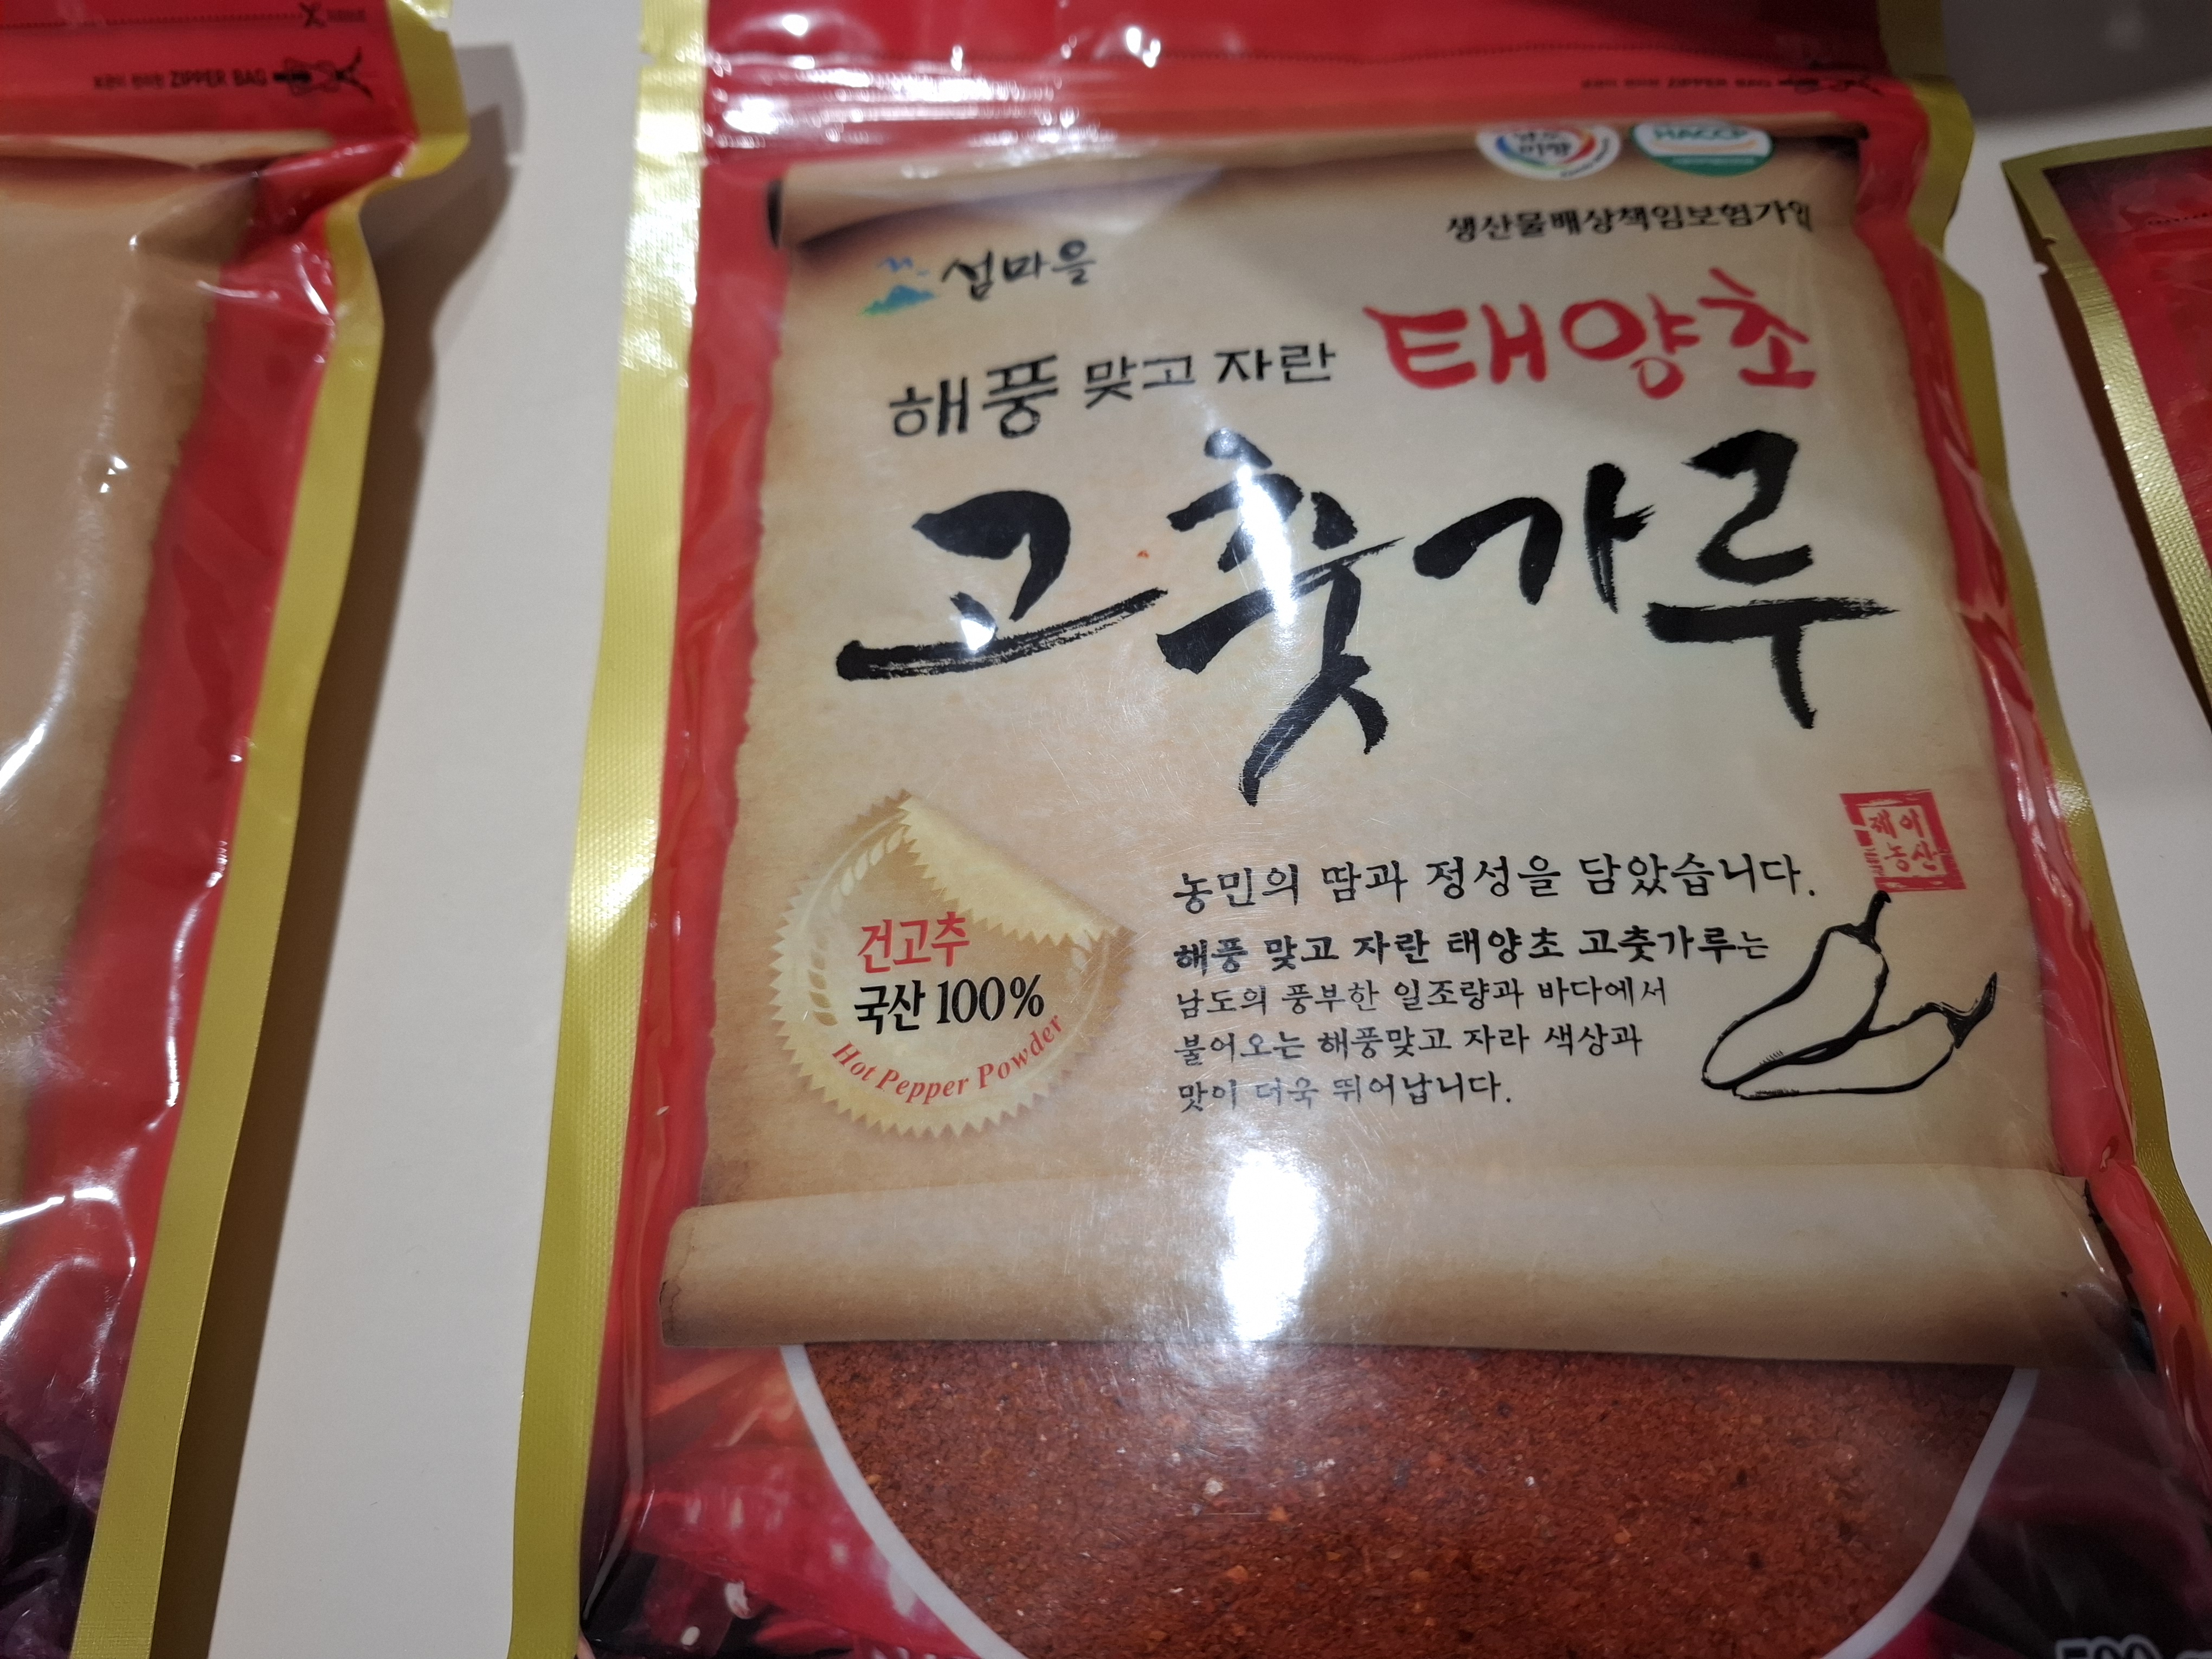 ZIPPER BAG
HACCP
생산물배상책임보험가입
섬마을
해풍 맞고 자란 태양초
고춧가루
제이
농산
농민의 땀과 정성을 담았습니다.
해풍 맞고 자란 태양초 고춧가루는
남도의 풍부한 일조량과 바다에서
불어오는 해풍맞고 자라 색상과
맛이 더욱 뛰어납니다.
건고추
국산 100%
Hot Pepper Powder